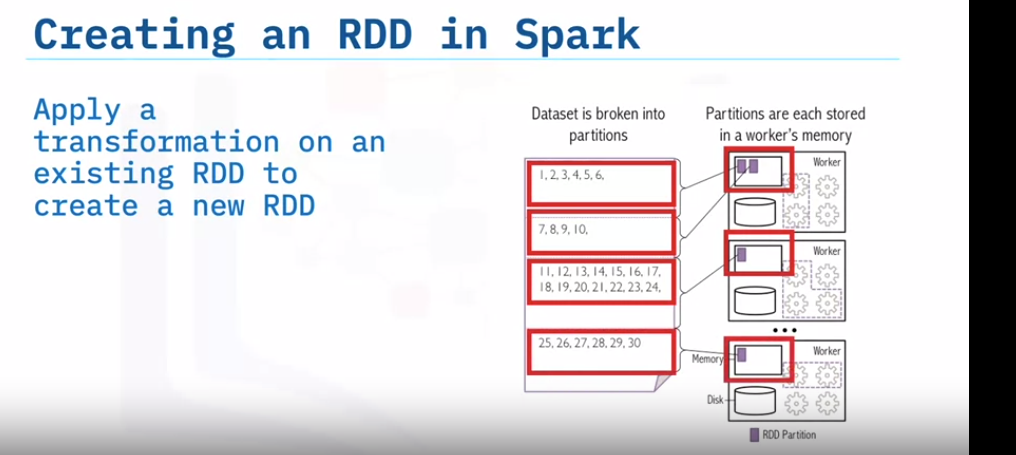 Creating an RDD in Spark
Apply a
transformation on an
existing RDD to
create a new RDD
Dataset is broken into
partitions
1, 2, 3, 4, 5, 6,
7, 8, 9, 10,
11, 12, 13, 14, 15, 16, 17,
18, 19, 20, 21, 22, 23, 24,
25, 26, 27, 28, 29, 30
Partitions are each stored
in a worker's memory
Worker
Worker
•••
Worker
Memory
Disk
RDD Partition